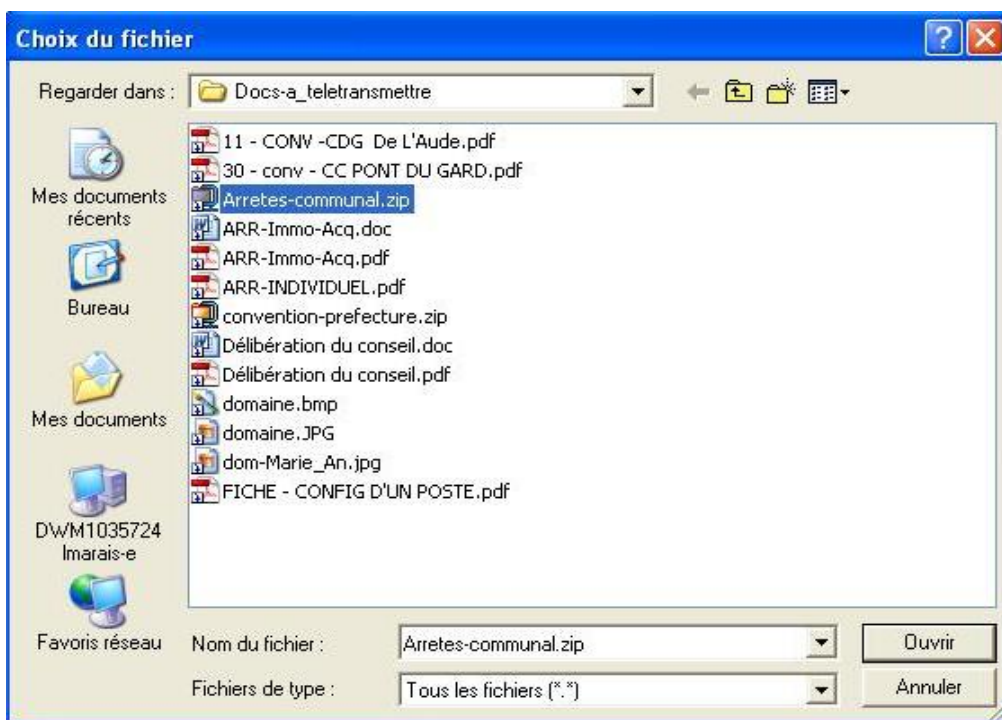 Choix du fichier
Regarder dans :
Docs-a_teletransmettre
Mes documents
récents
Bureau
Mes documents
DWM1035724
lmarais-e
Favoris réseau
11 - CONV -CDG De L'Aude.pdf
30 - conv - CC PONT DU GARD.pdf
Arretes-communal.zip
ARR-Immo-Acq.doc
ARR-Immo-Acq.pdf
ARR-INDIVIDUEL.pdf
convention-prefecture.zip
Délibération du conseil.doc
Délibération du conseil.pdf
domaine.bmp
domaine.JPG
dom-Marie_An.jpg
FICHE - CONFIG D'UN POSTE.pdf
Nom du fichier :
Arretes-communal.zip
Ouvrir
Fichiers de type :
Tous les fichiers (*.*)
Annuler